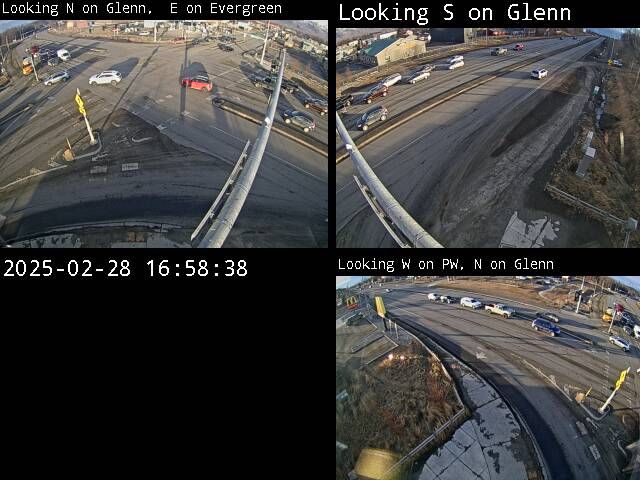 Looking N on Glenn,  E on Evergreen
Looking S on Glenn
2025-02-28 16:58:38
Looking W on PW, N on Glenn